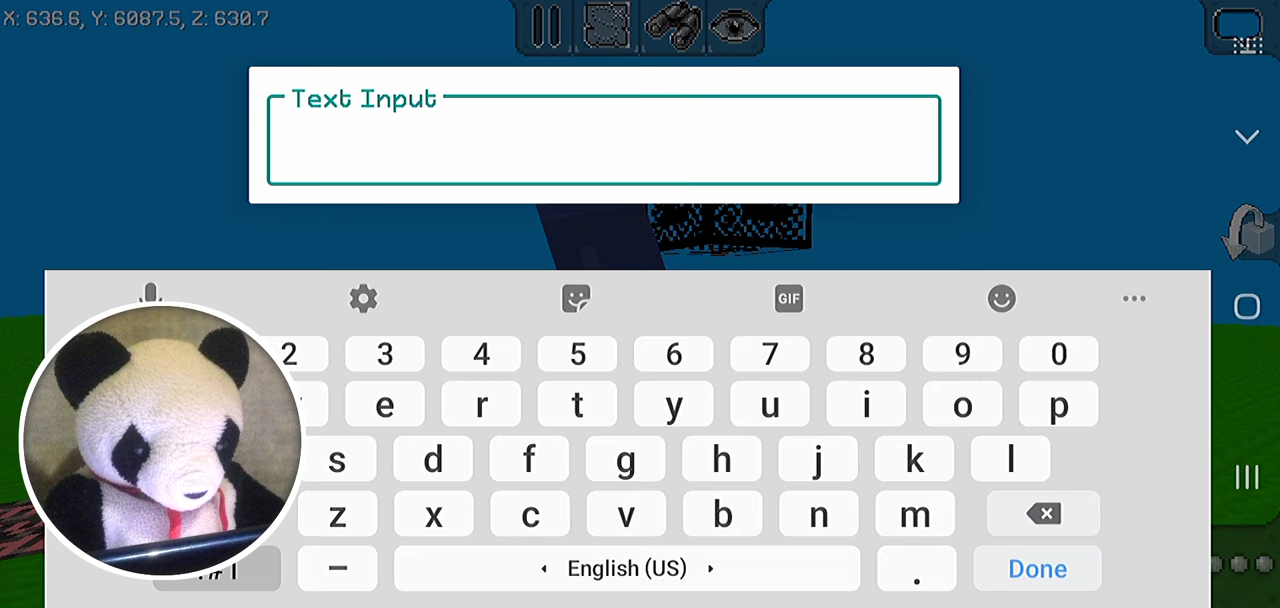 X: 636.6, Y: 6087.5, Z: 630.7
Text Input
GIF
2 3 4 5 6 7 8 9 0
e r t y u i o p
s d f g h j k l
z x c v b n m
English (US) . Done